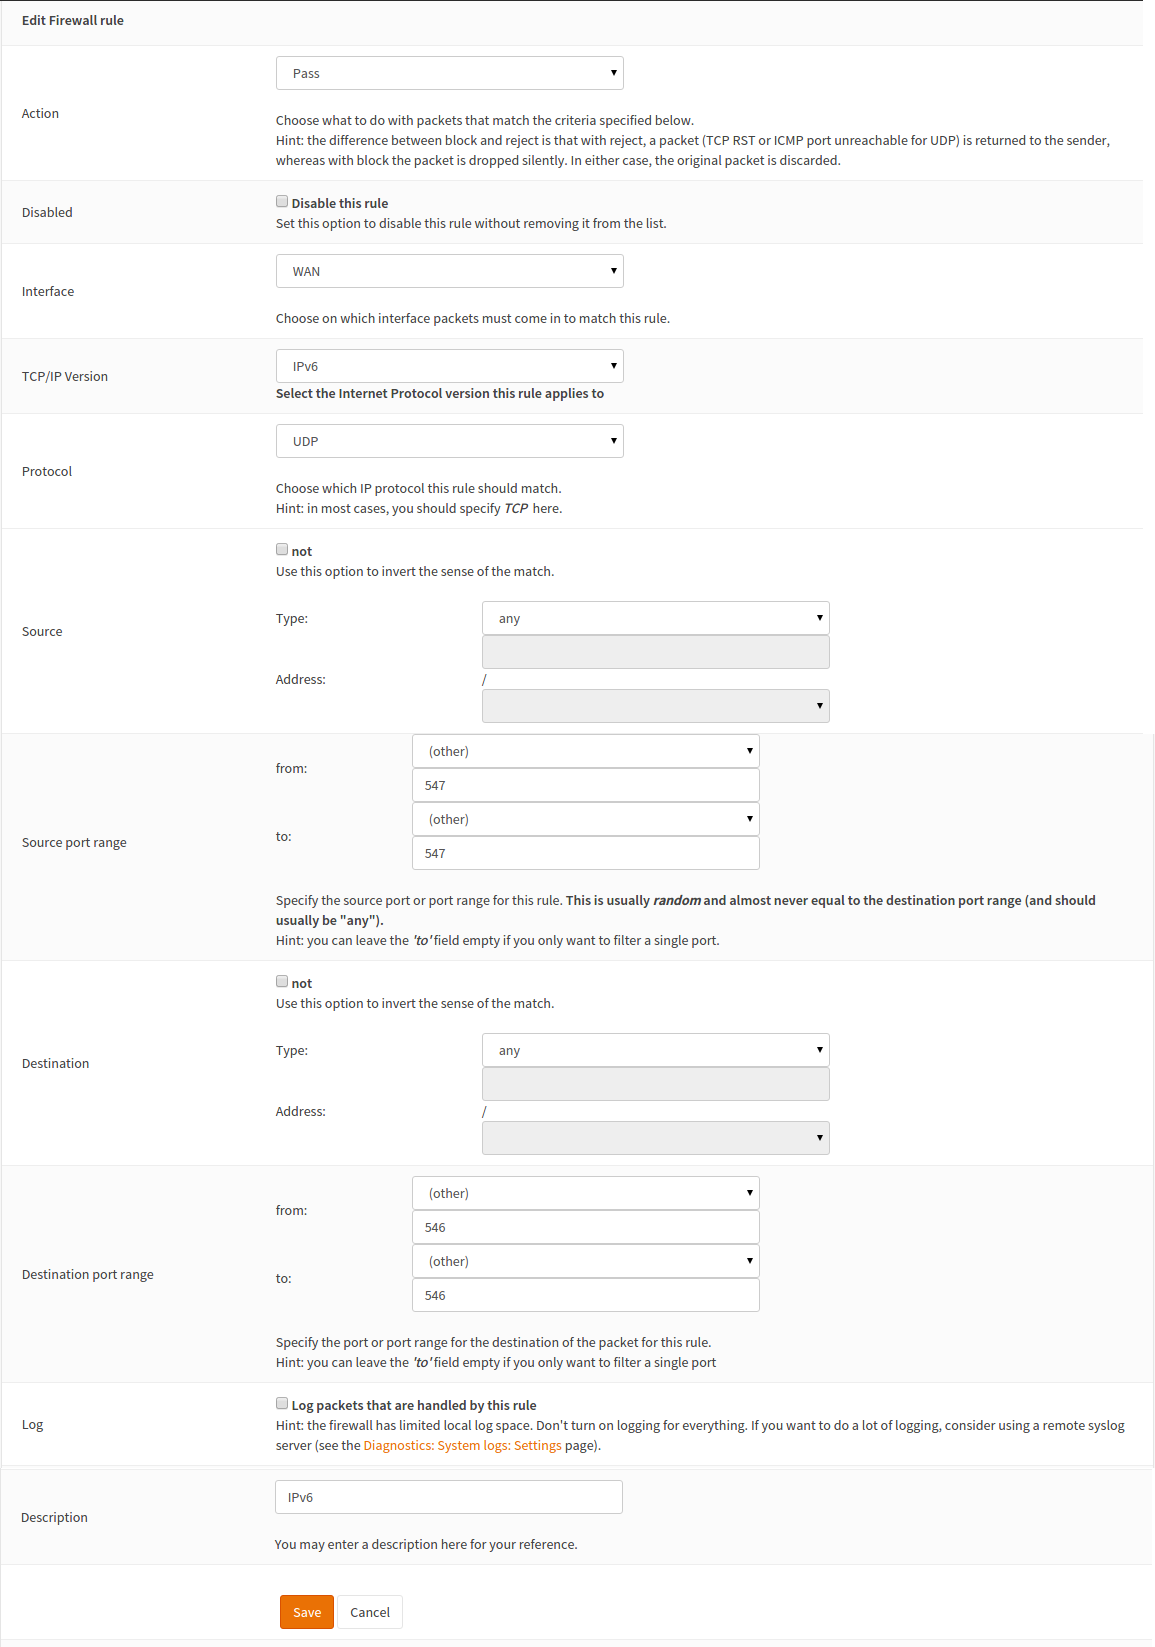 Edit Firewall rule
Action
Pass
Choose what to do with packets that match the criteria specified below.
Hint: the difference between block and reject is that with reject, a packet (TCP RST or ICMP port unreachable for UDP) is returned to the sender,
whereas with block the packet is dropped silently. In either case, the original packet is discarded.
Disabled
Disable this rule
Set this option to disable this rule without removing it from the list.
Interface
WAN
Choose on which interface packets must come in to match this rule.
TCP/IP Version
IPv6
Select the Internet Protocol version this rule applies to
Protocol
UDP
Choose which IP protocol this rule should match.
Hint: in most cases, you should specify TCP here.
Source
not
Use this option to invert the sense of the match.
Type:
any
Address:
/
Source port range
from:
(other)
547
to:
(other)
547
Specify the source port or port range for this rule. This is usually random and almost never equal to the destination port range (and should
usually be "any").
Hint: you can leave the 'to' field empty if you only want to filter a single port.
Destination
not
Use this option to invert the sense of the match.
Type:
any
Address:
/
Destination port range
from:
(other)
546
to:
(other)
546
Specify the port or port range for the destination of the packet for this rule.
Hint: you can leave the 'to' field empty if you only want to filter a single port
Log
Log packets that are handled by this rule
Hint: the firewall has limited local log space. Don't turn on logging for everything. If you want to do a lot of logging, consider using a remote syslog
server (see the Diagnostics: System logs: Settings page).
Description
IPv6
You may enter a description here for your reference.
Save
Cancel